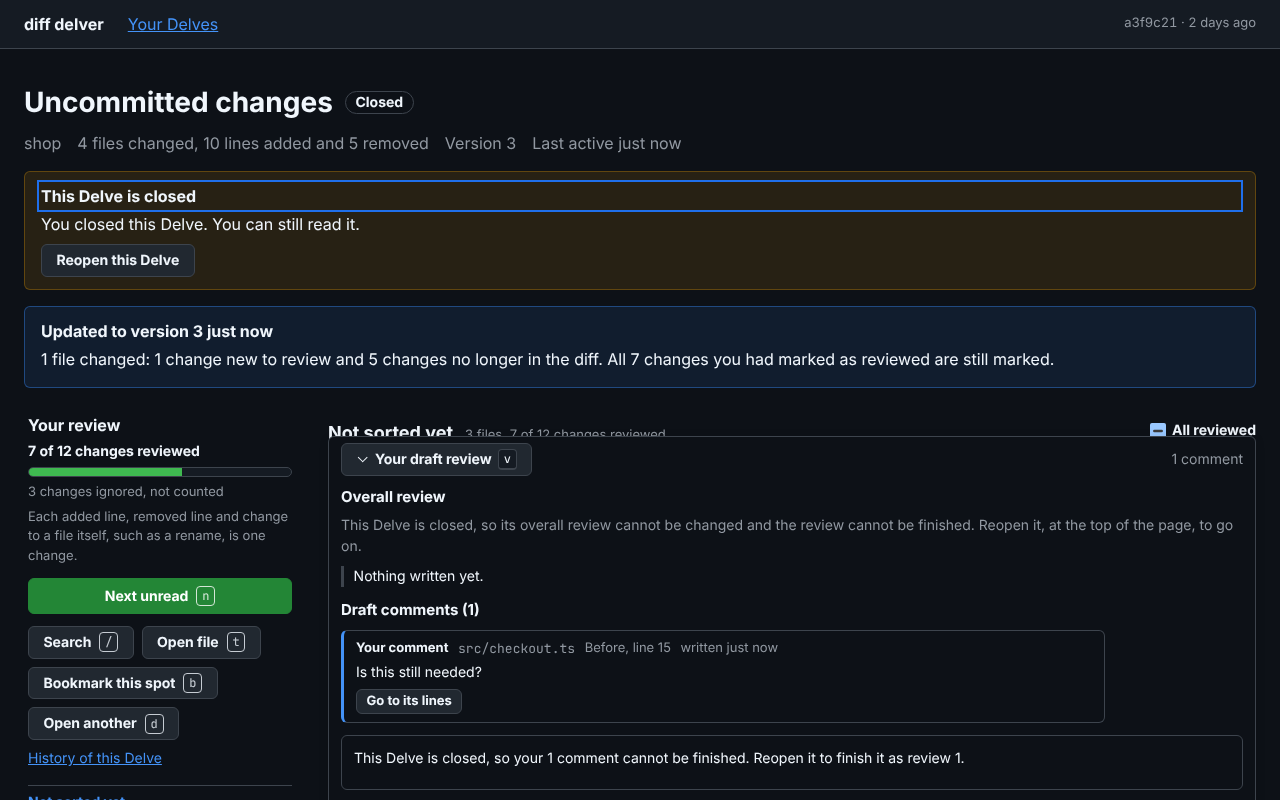 diff delver Your Delves a3f9c21 · 2 days ago
Uncommitted changes Closed
shop 4 files changed, 10 lines added and 5 removed Version 3 Last active just now
This Delve is closed
You closed this Delve. You can still read it.
Reopen this Delve
Updated to version 3 just now
1 file changed: 1 change new to review and 5 changes no longer in the diff. All 7 changes you had marked as reviewed are still marked.
Your review
7 of 12 changes reviewed
3 changes ignored, not counted
Each added line, removed line and change
to a file itself, such as a rename, is one
change.
Next unread n
Search / Open file t
Bookmark this spot b
Open another d
History of this Delve
Not sorted yet
Not sorted yet 3 files, 7 of 12 changes reviewed All reviewed
Your draft review v 1 comment
Overall review
This Delve is closed, so its overall review cannot be changed and the review cannot be finished. Reopen it, at the top of the page, to go
on.
Nothing written yet.
Draft comments (1)
Your comment src/checkout.ts Before, line 15 written just now
Is this still needed?
Go to its lines
This Delve is closed, so your 1 comment cannot be finished. Reopen it to finish it as review 1.